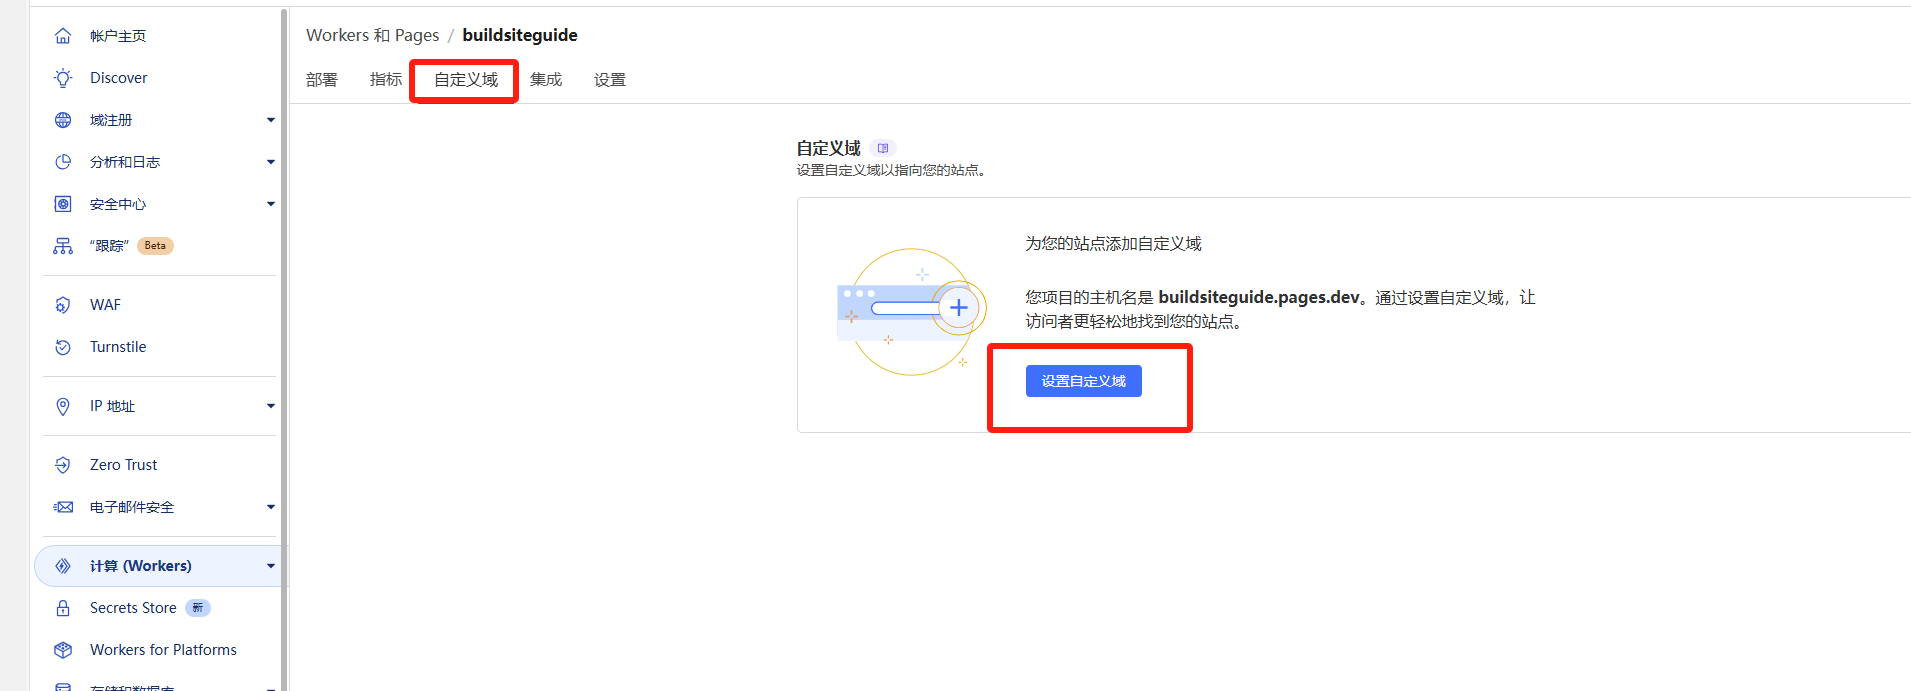 帐户主页
Discover
域注册
分析和日志
安全中心
“跟踪” Beta
WAF
Turnstile
IP 地址
Zero Trust
电子邮件安全
计算 (Workers)
Secrets Store 新
Workers for Platforms
存储和数据库
Workers 和 Pages / buildsiteguide
部署 指标 自定义域 集成 设置
自定义域
设置自定义域以指向您的站点。
为您的站点添加自定义域
您项目的主机名是 buildsiteguide.pages.dev。通过设置自定义域，让
访问者更轻松地找到您的站点。
设置自定义域